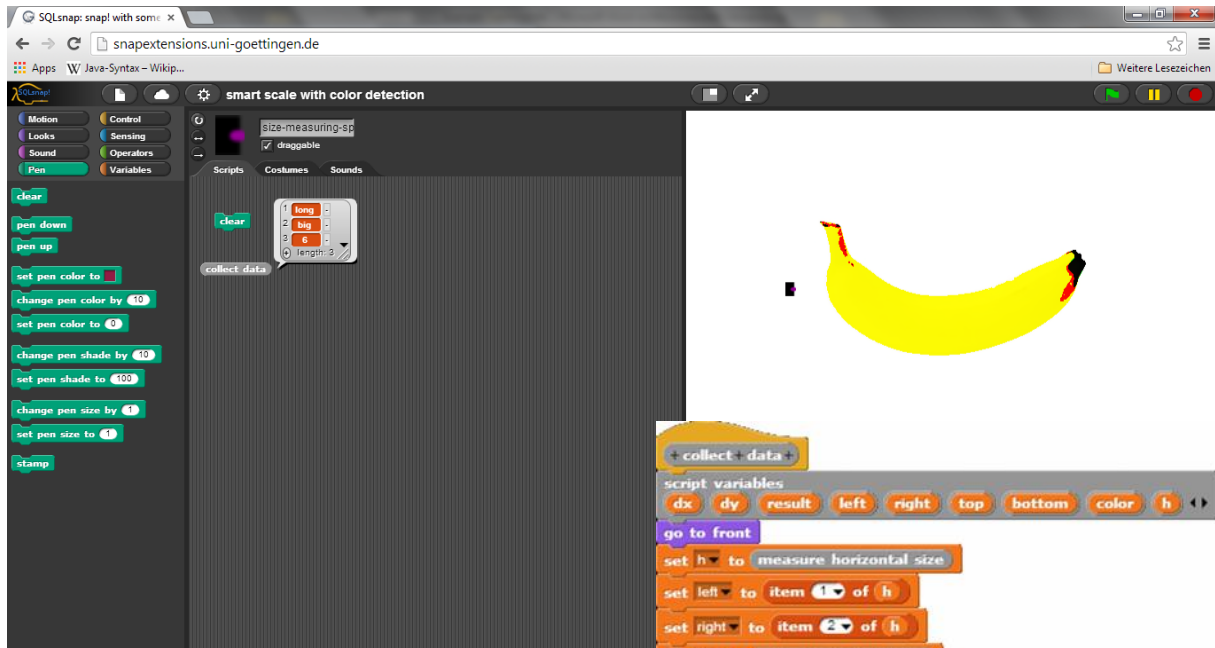 SQLsnap: snap! with some
snapextensions.uni-goettingen.de
Apps W Java-Syntax – Wikip...
Weitere Lesezeichen
SQLsnap!
smart scale with color detection
Motion Control
Looks Sensing
Sound Operators
Pen Variables
size-measuring-sp
draggable
Scripts Costumes Sounds
clear
pen down
pen up
set pen color to
change pen color by 10
set pen color to 0
change pen shade by 10
set pen shade to 100
change pen size by 1
set pen size to 1
stamp
clear
1 long -
2 big -
3 6 -
+ length: 3
collect data
+ collect + data +
script variables
dx dy result left right top bottom color h
go to front
set h to measure horizontal size
set left to item 1 of h
set right to item 2 of h